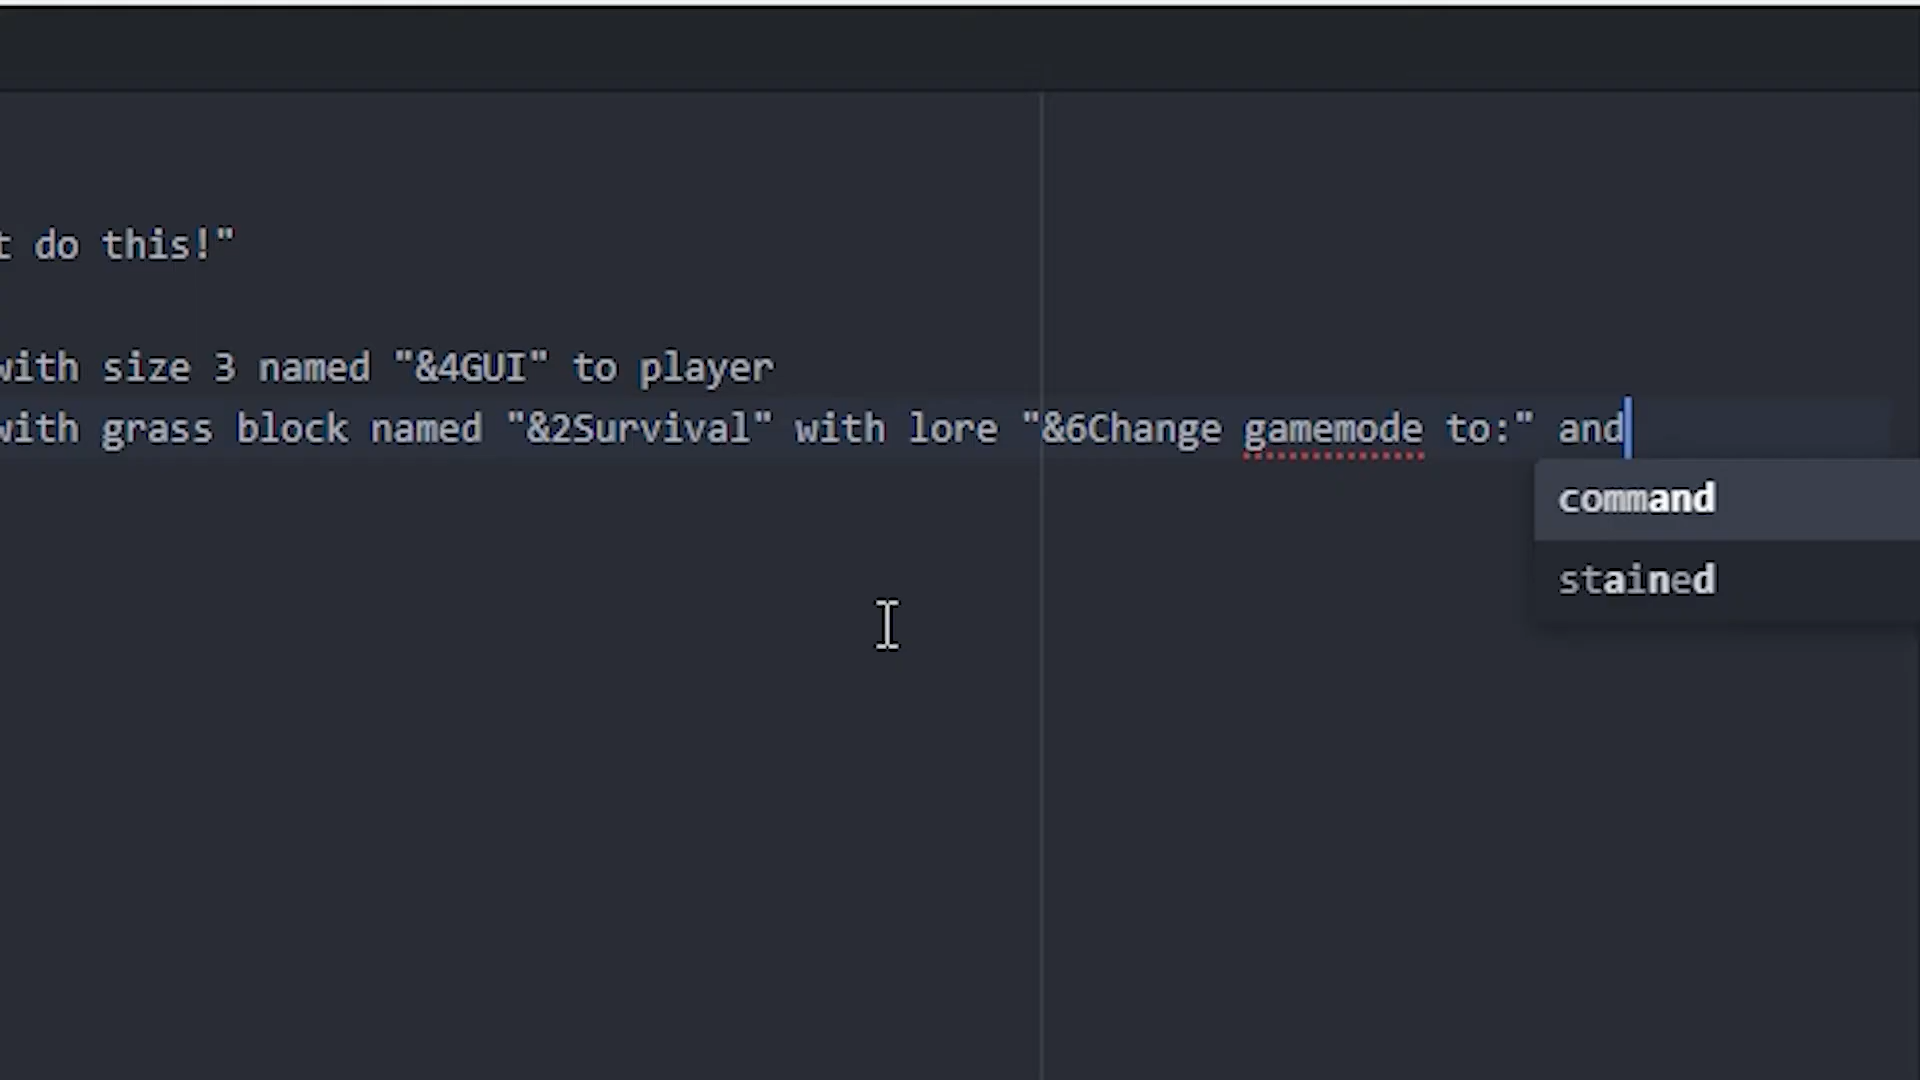 t do this!"
with size 3 named "&4GUI" to player
with grass block named "&2Survival" with lore "&6Change gamemode to:" and
command
stained